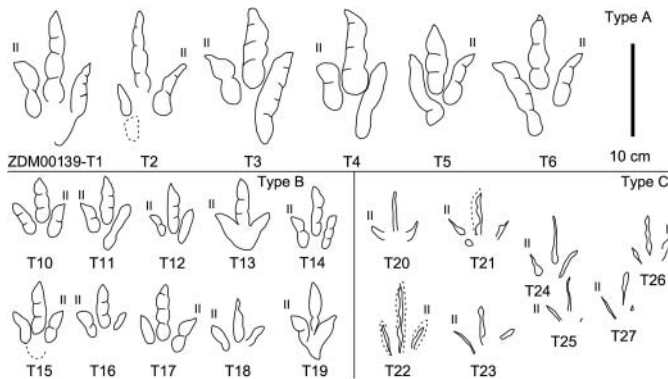 Type A
II II II II II II
10 cm
ZDM00139-T1 T2 T3 T4 T5 T6
Type B
II II II II II
T10 T11 T12 T13 T14
II II II II II
T15 T16 T17 T18 T19
Type C
II II II
T20 T21 T24 T26
II II II II
T22 T23 T25 T27